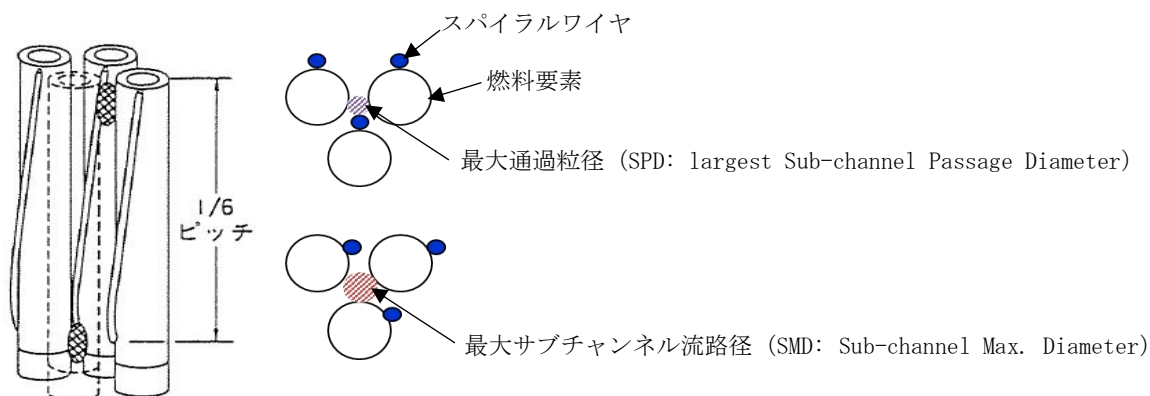 スパイラルワイヤ
燃料要素
最大通過粒径 (SPD: largest Sub-channel Passage Diameter)
1/6
ピッチ
最大サブチャンネル流路径 (SMD: Sub-channel Max. Diameter)